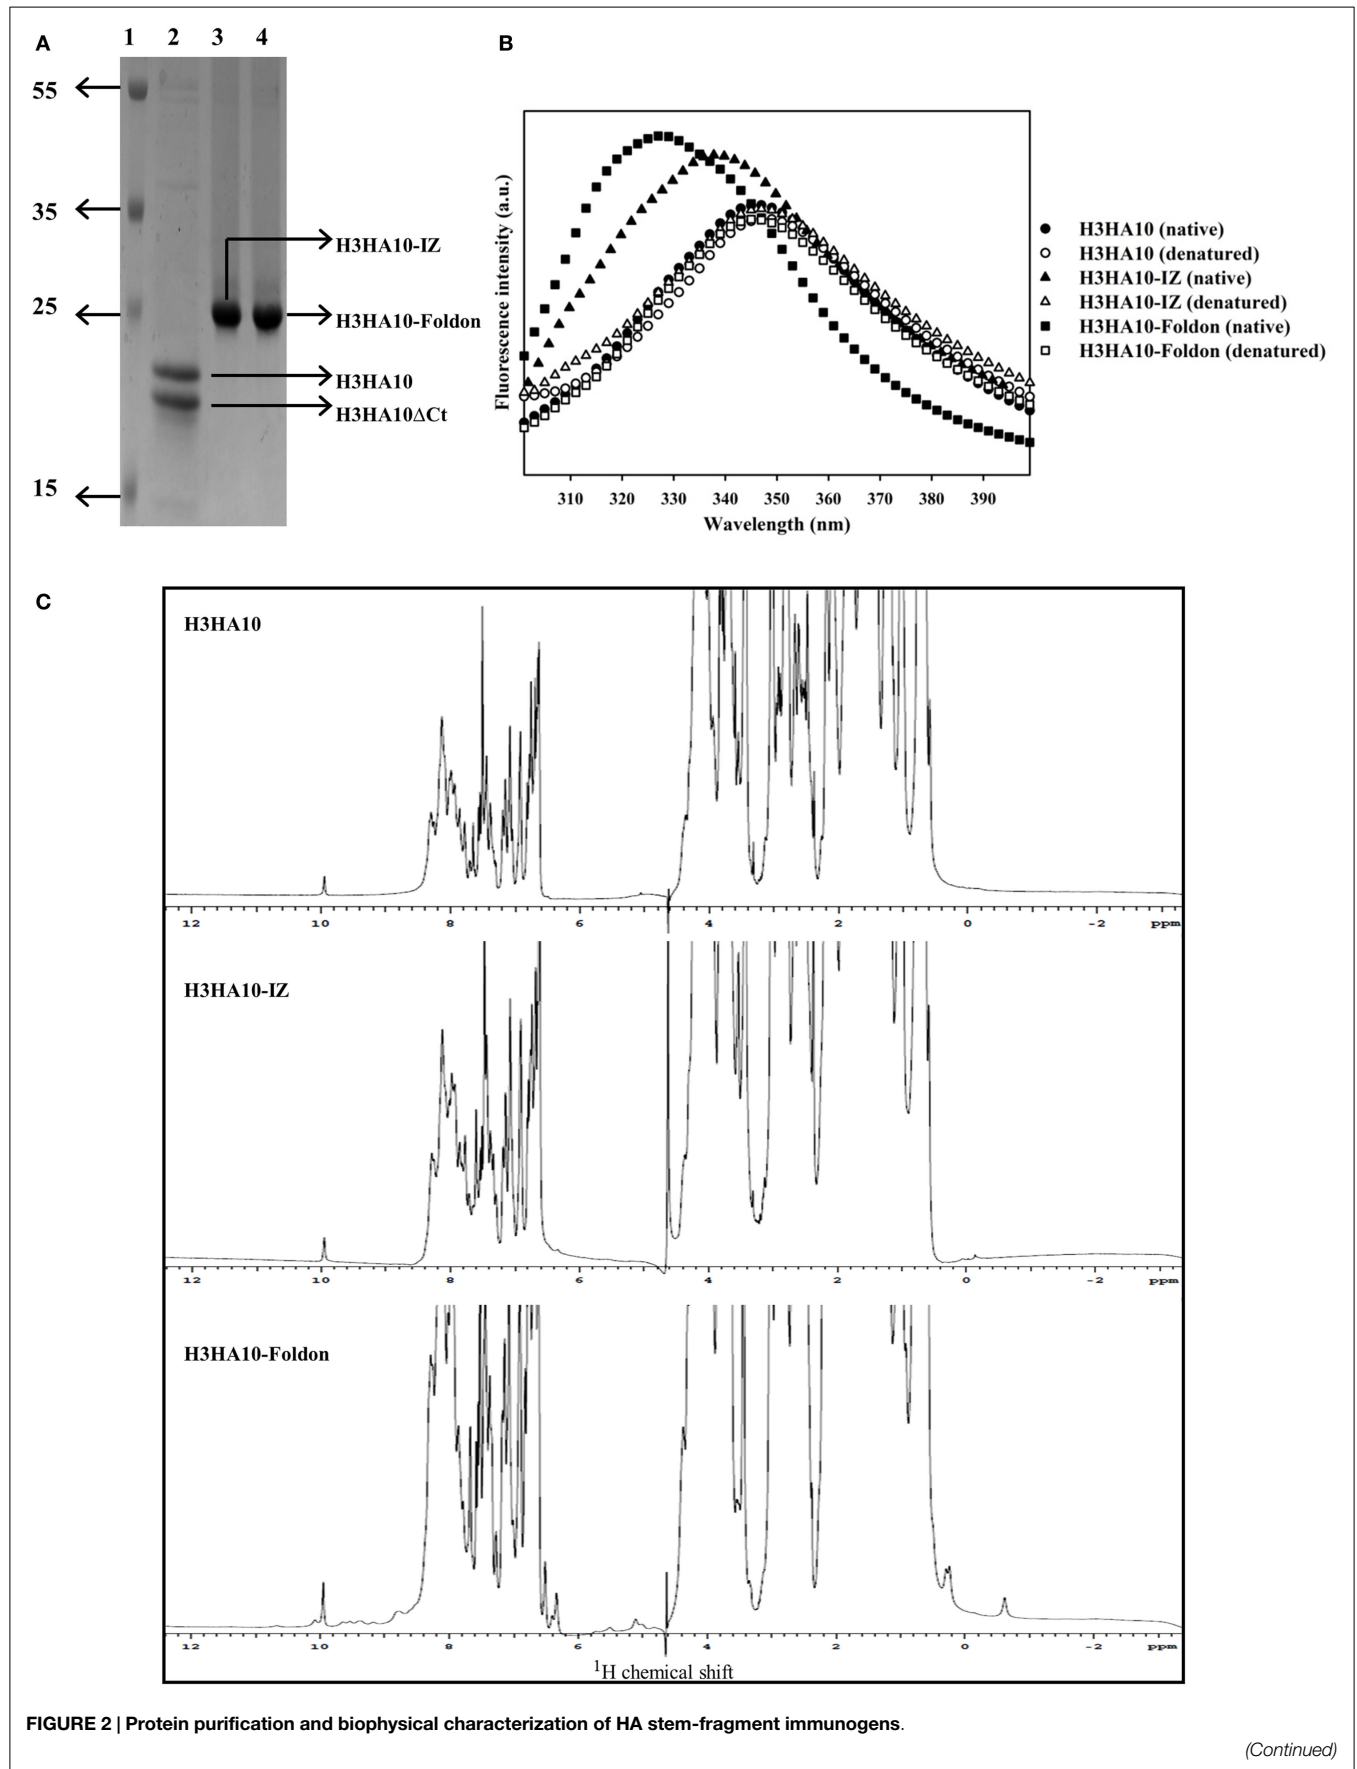 A
1 2 3 4
55
35
25
15
H3HA10-IZ
H3HA10-Foldon
H3HA10
H3HA10ΔCt
B
Fluorescence intensity (a.u.)
310 320 330 340 350 360 370 380 390
Wavelength (nm)
H3HA10 (native)
H3HA10 (denatured)
H3HA10-IZ (native)
H3HA10-IZ (denatured)
H3HA10-Foldon (native)
H3HA10-Foldon (denatured)
C
H3HA10
12 10 8 6 4 2 0 -2 ppm
H3HA10-IZ
12 10 8 6 4 2 0 -2 ppm
H3HA10-Foldon
12 10 8 6 4 2 0 -2 ppm
¹H chemical shift
FIGURE 2 | Protein purification and biophysical characterization of HA stem-fragment immunogens.
(Continued)